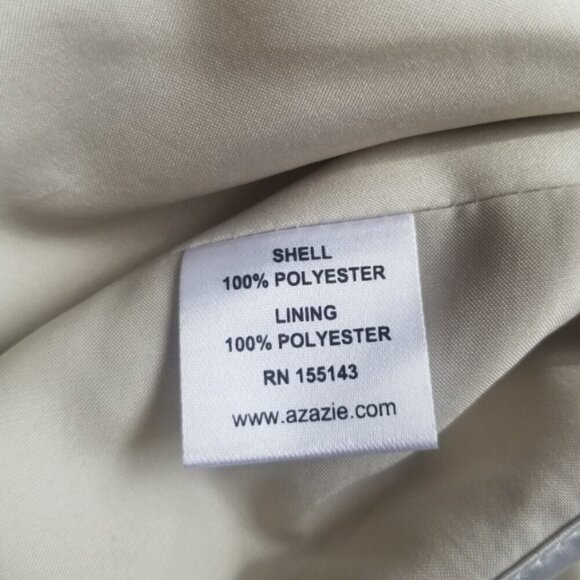 SHELL
100% POLYESTER
LINING
100% POLYESTER
RN 155143
www.azazie.com